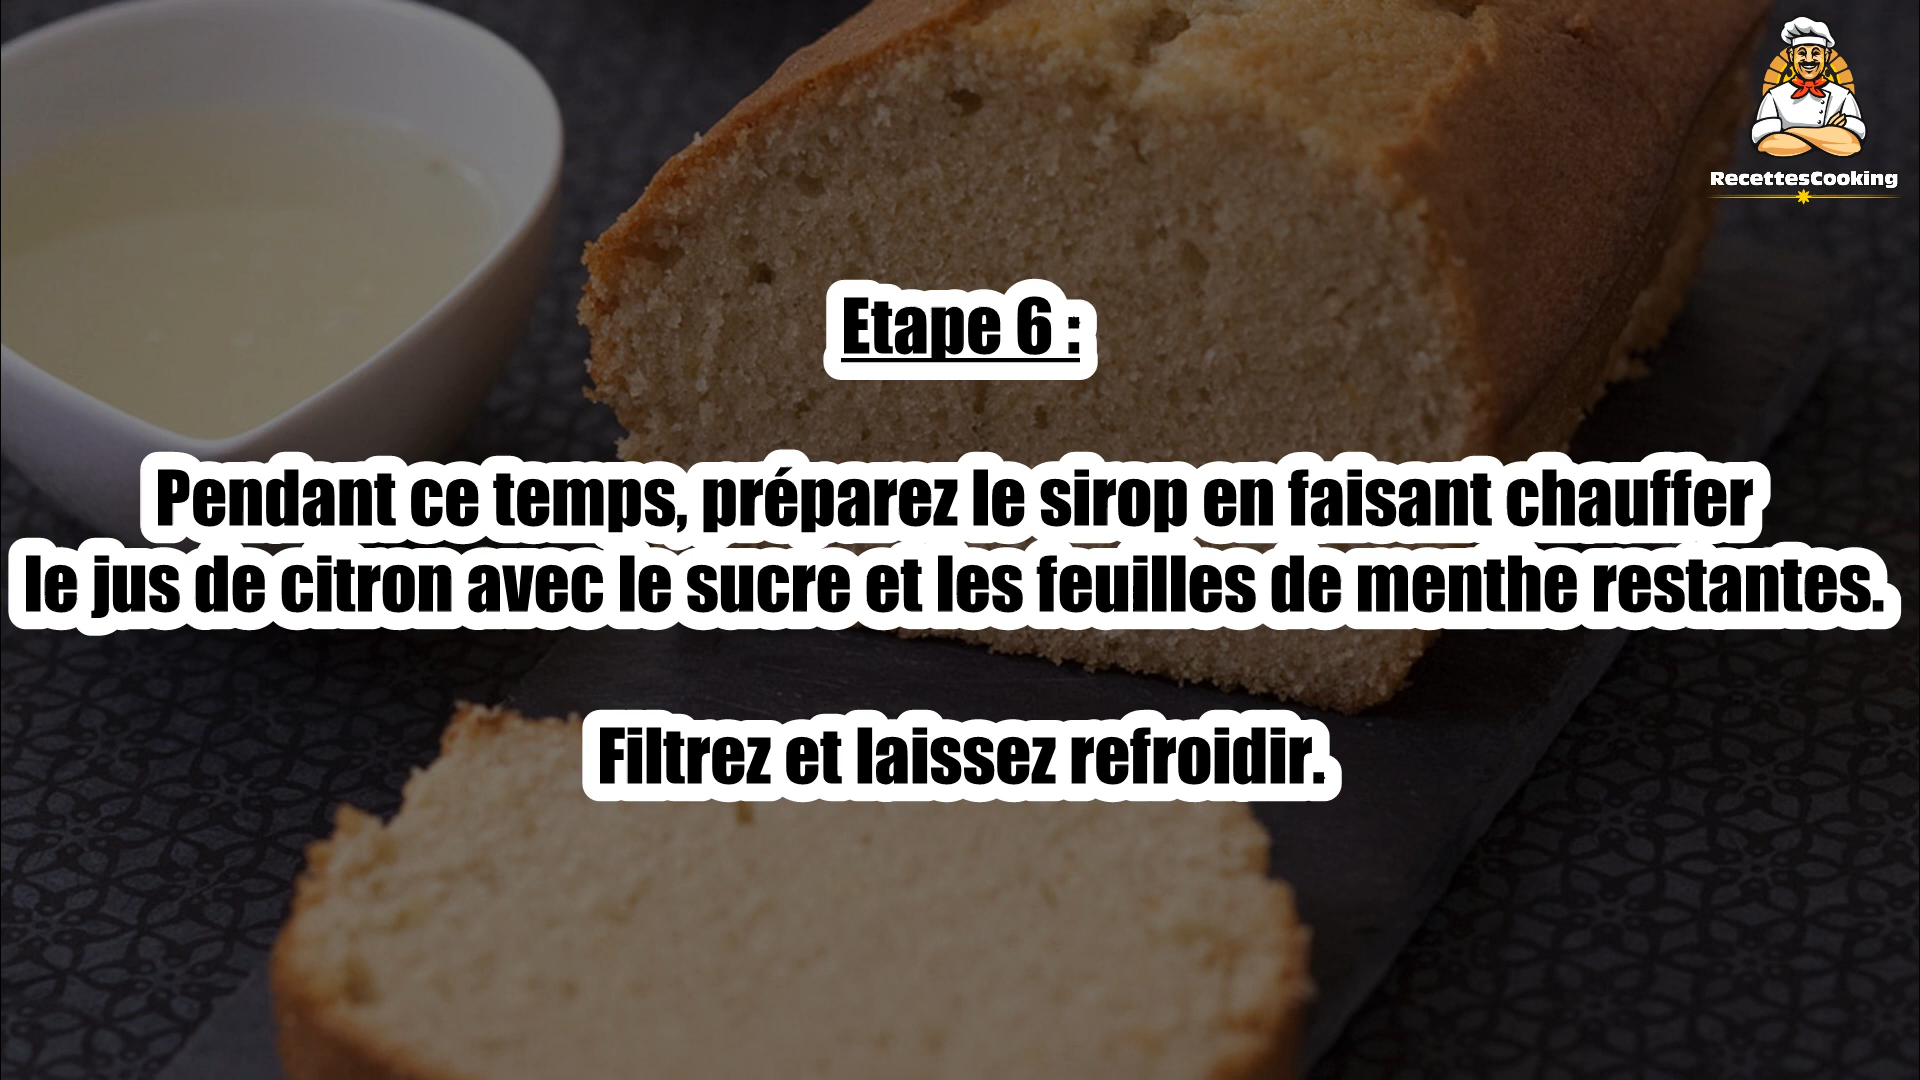 RecettesCooking
Etape 6 :
Pendant ce temps, préparez le sirop en faisant chauffer
le jus de citron avec le sucre et les feuilles de menthe restantes.
Filtrez et laissez refroidir.